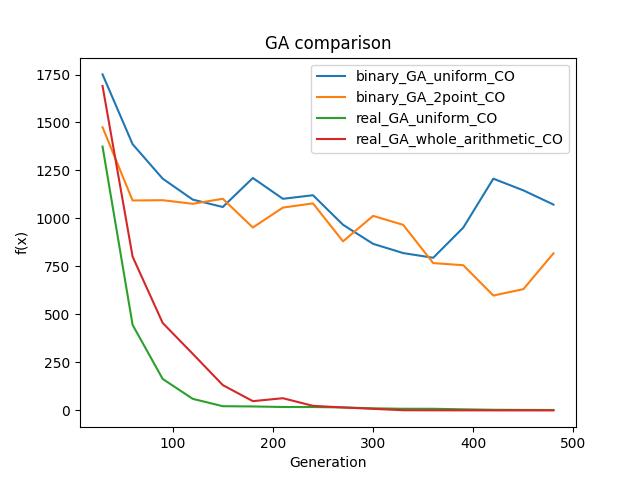 GA comparison
binary_GA_uniform_CO
binary_GA_2point_CO
real_GA_uniform_CO
real_GA_whole_arithmetic_CO
f(x)
1750
1500
1250
1000
750
500
250
0
100 200 300 400 500
Generation